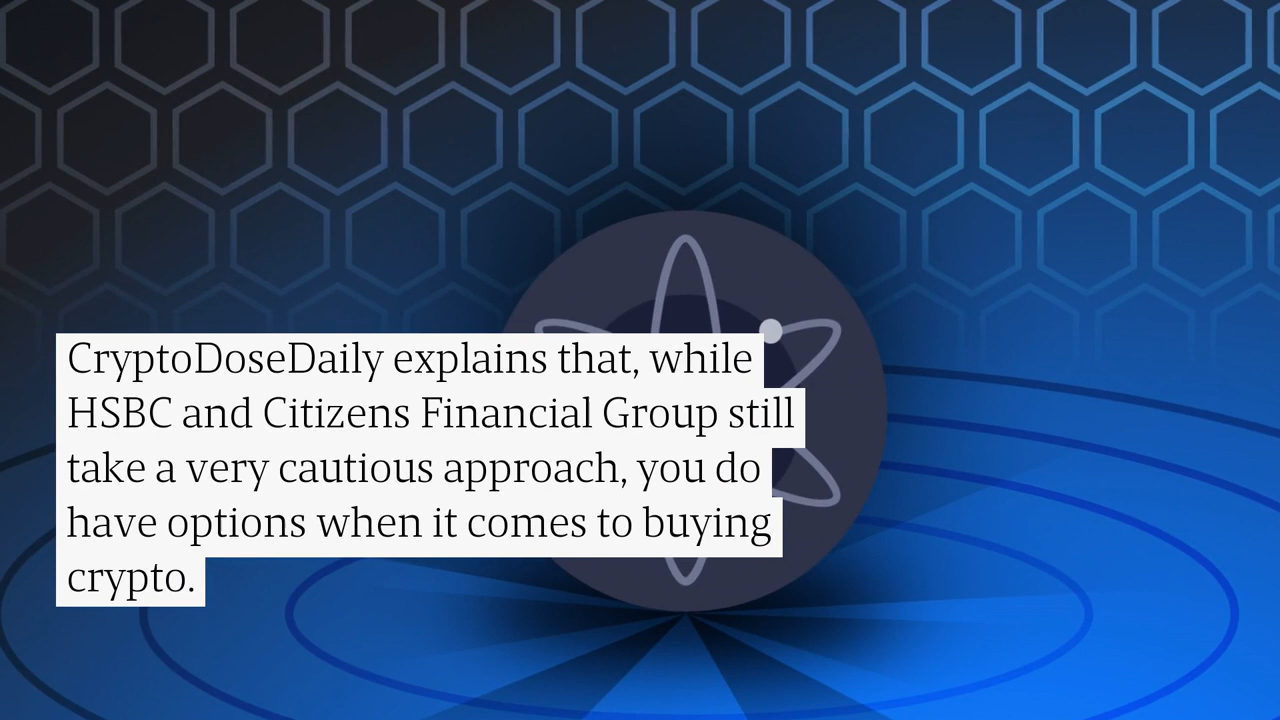 CryptoDoseDaily explains that, while
HSBC and Citizens Financial Group still
take a very cautious approach, you do
have options when it comes to buying
crypto.